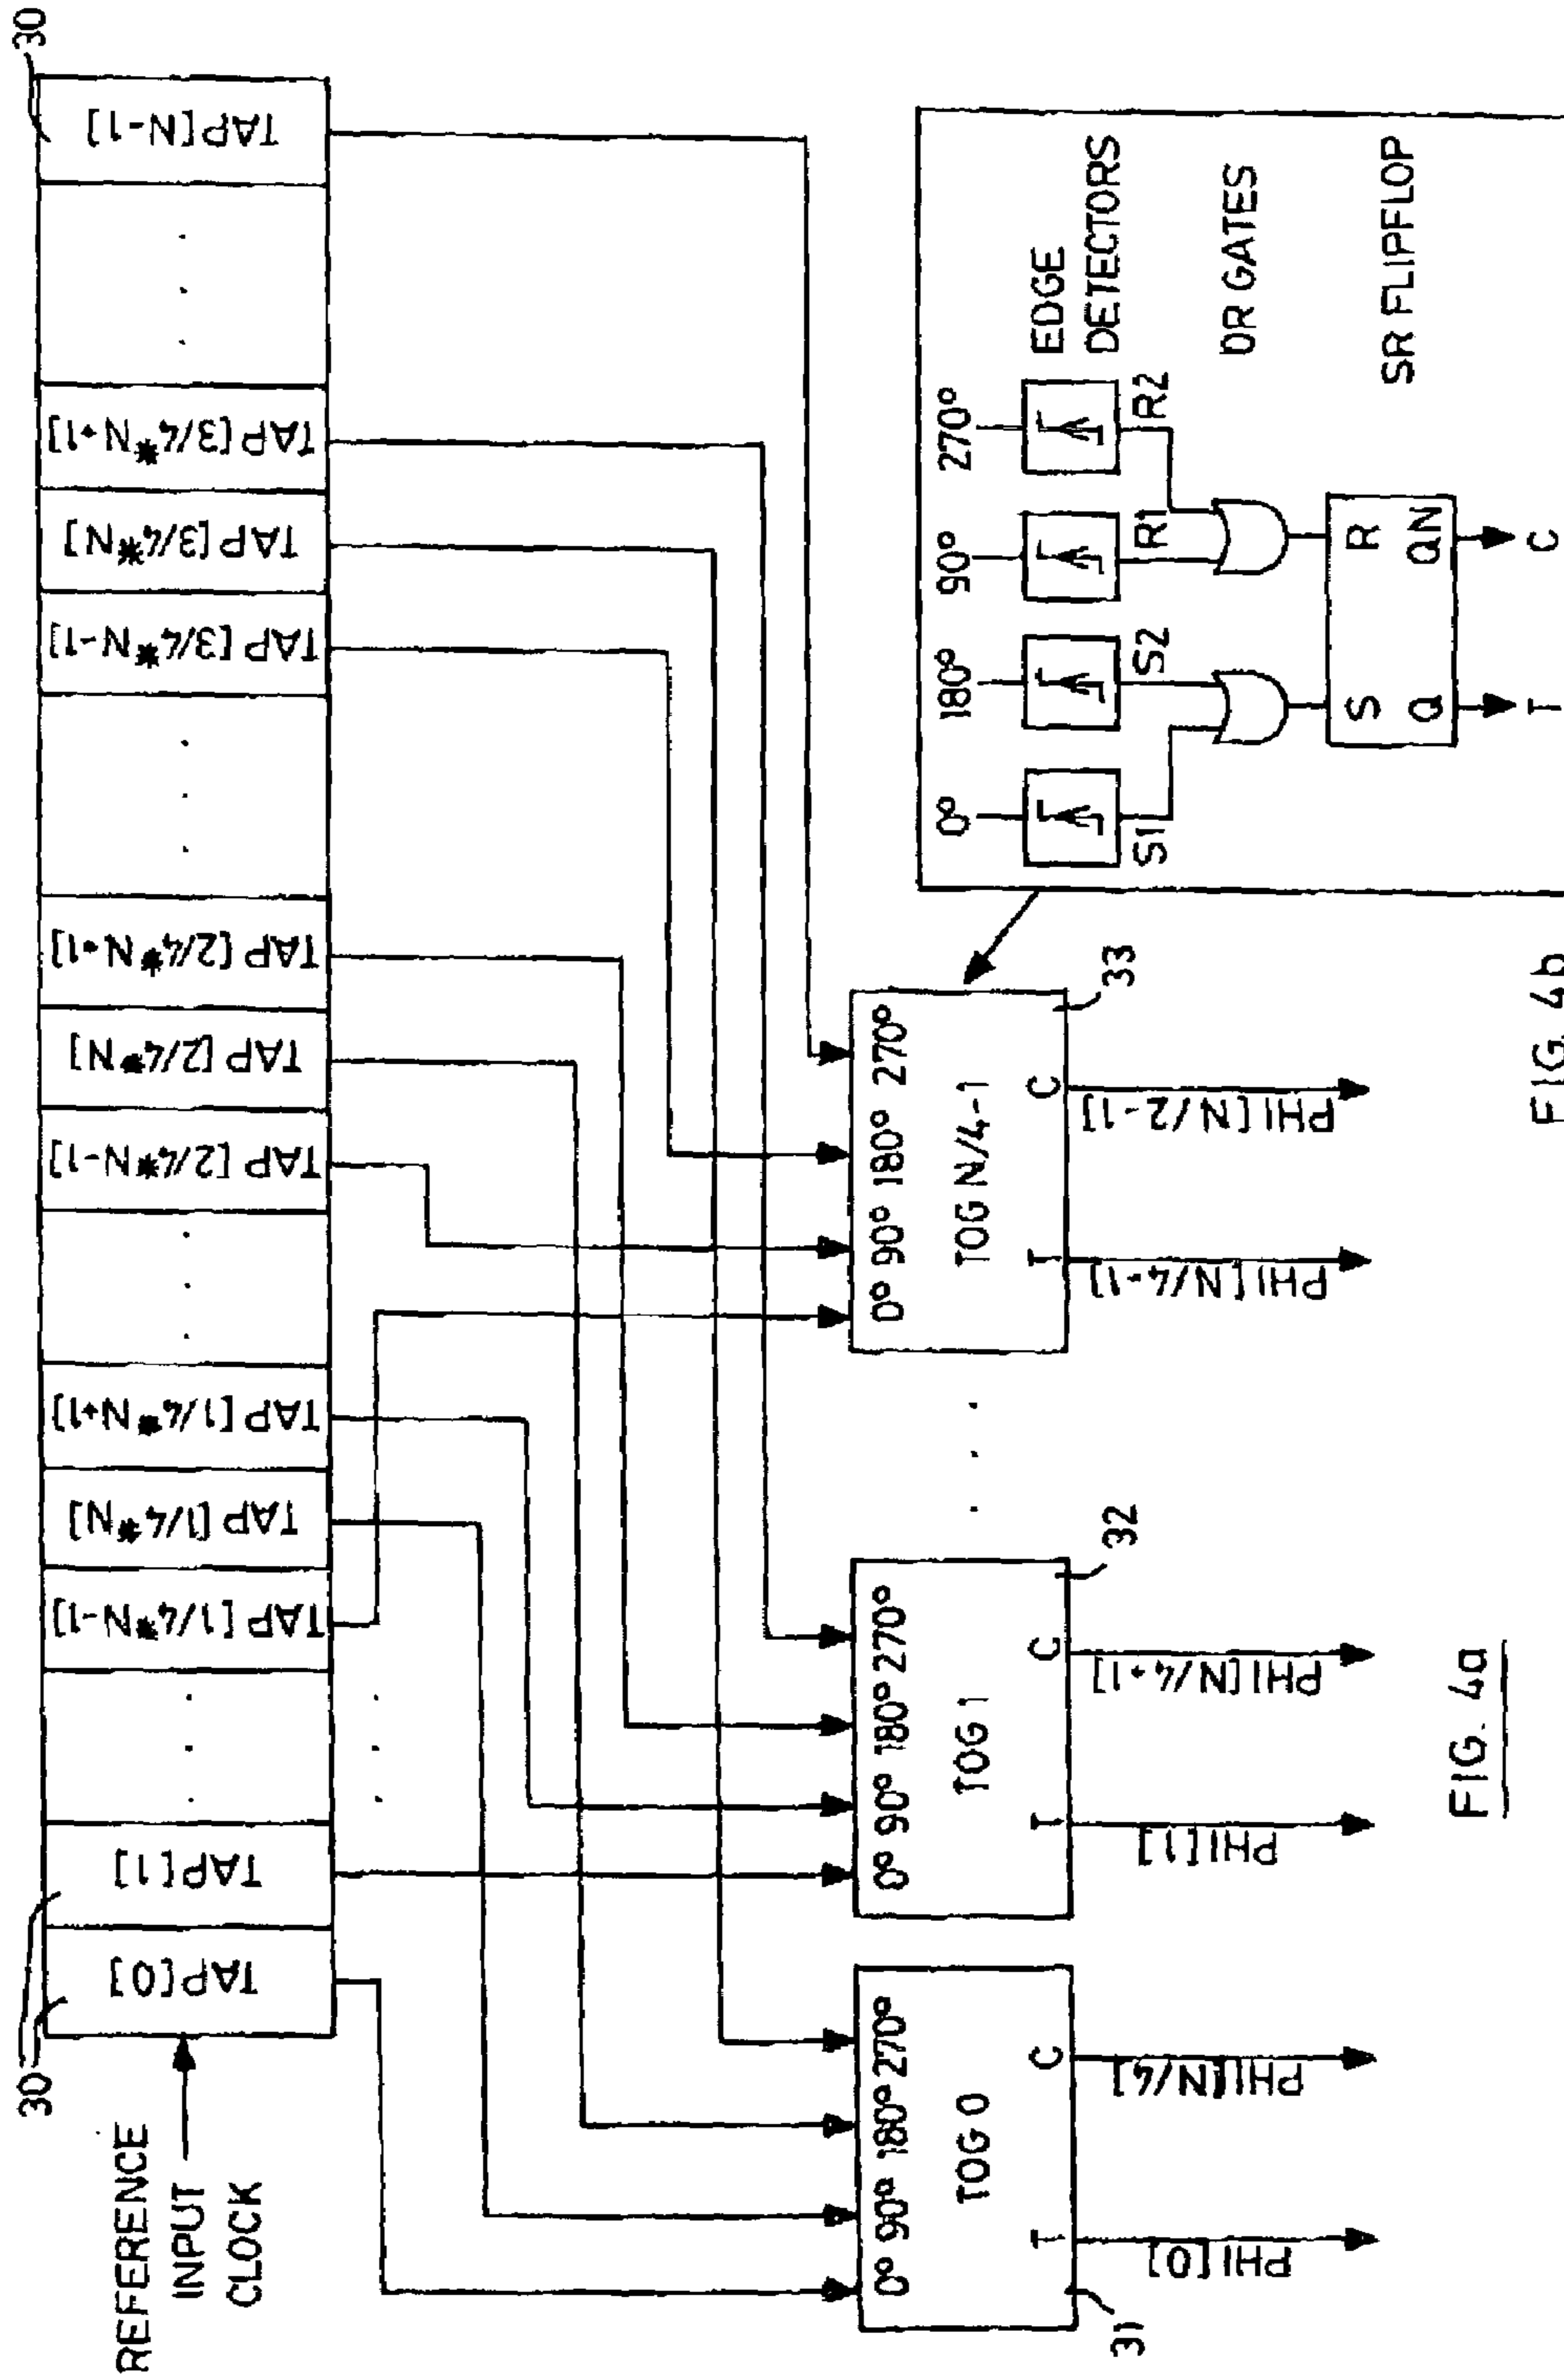 30
REFERENCE
INPUT
CLOCK
30
TAP[0]
TAP[1]
. . .
TAP[1/4*N-1]
TAP[1/4*N]
TAP[1/4*N+1]
. . .
TAP[2/4*N-1]
TAP[2/4*N]
TAP[2/4*N+1]
. . .
TAP[3/4*N-1]
TAP[3/4*N]
TAP[3/4*N+1]
. . .
TAP[N-1]
. . .
0° 90° 180° 270°
TOG 0
T C
31
PHI[0]
PHI[N/4]
0° 90° 180° 270°
TOG 1
T C
32
PHI[1]
PHI[N/4+1]
. . .
0° 90° 180° 270°
TOG N/4-1
T C
33
PHI[N/4-1]
PHI[N/2-1]
FIG. 4a
0° 180° 90° 270°
EDGE
DETECTORS
S1 S2 R1 R2
OR GATES
S R
Q QN
SR FLIPFLOP
T C
FIG. 4b